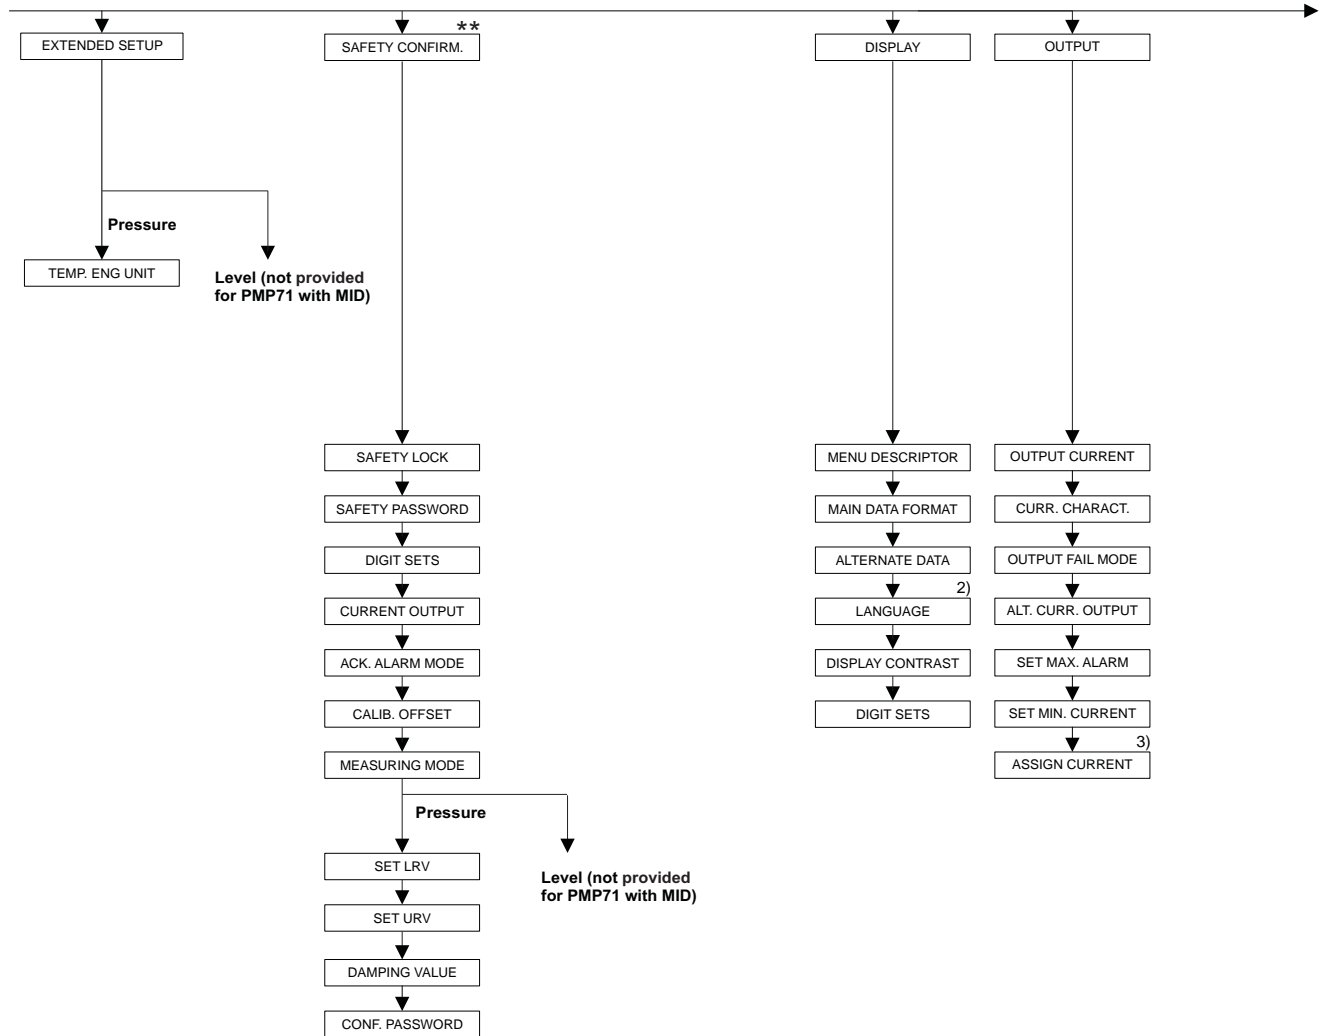 EXTENDED SETUP
Pressure
TEMP. ENG UNIT
Level (not provided
for PMP71 with MID)
**
SAFETY CONFIRM.
SAFETY LOCK
SAFETY PASSWORD
DIGIT SETS
CURRENT OUTPUT
ACK. ALARM MODE
CALIB. OFFSET
MEASURING MODE
Pressure
SET LRV
SET URV
DAMPING VALUE
CONF. PASSWORD
Level (not provided
for PMP71 with MID)
DISPLAY
MENU DESCRIPTOR
MAIN DATA FORMAT
ALTERNATE DATA
2)
LANGUAGE
DISPLAY CONTRAST
DIGIT SETS
OUTPUT
OUTPUT CURRENT
CURR. CHARACT.
OUTPUT FAIL MODE
ALT. CURR. OUTPUT
SET MAX. ALARM
SET MIN. CURRENT
3)
ASSIGN CURRENT